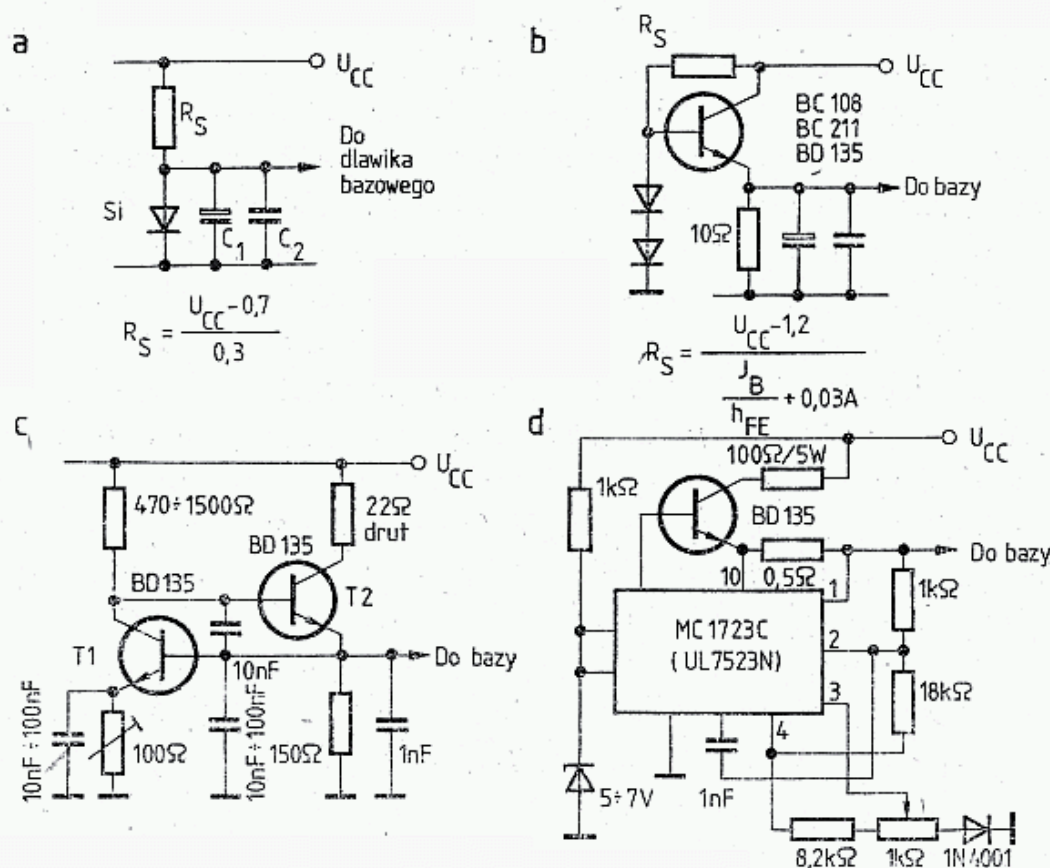 a
U_CC
R_S
Do
dlawika
bazowego
Si
C_1
C_2
R_S = (U_CC - 0,7) / 0,3
b
R_S
U_CC
BC 108
BC 211
BD 135
Do bazy
10Ω
R_S = (U_CC - 1,2) / (J_B / h_FE + 0,03A)
c
U_CC
470÷1500Ω
22Ω
drut
BD 135
BD 135
T2
T1
10nF
Do bazy
10nF÷100nF
100Ω
10nF÷100nF
150Ω
1nF
d
U_CC
100Ω/5W
1kΩ
BD 135
Do bazy
10
0,5Ω
1
1kΩ
MC 1723C
(UL7523N)
2
3
18kΩ
4
5÷7V
1nF
8,2kΩ
1kΩ
1N4001